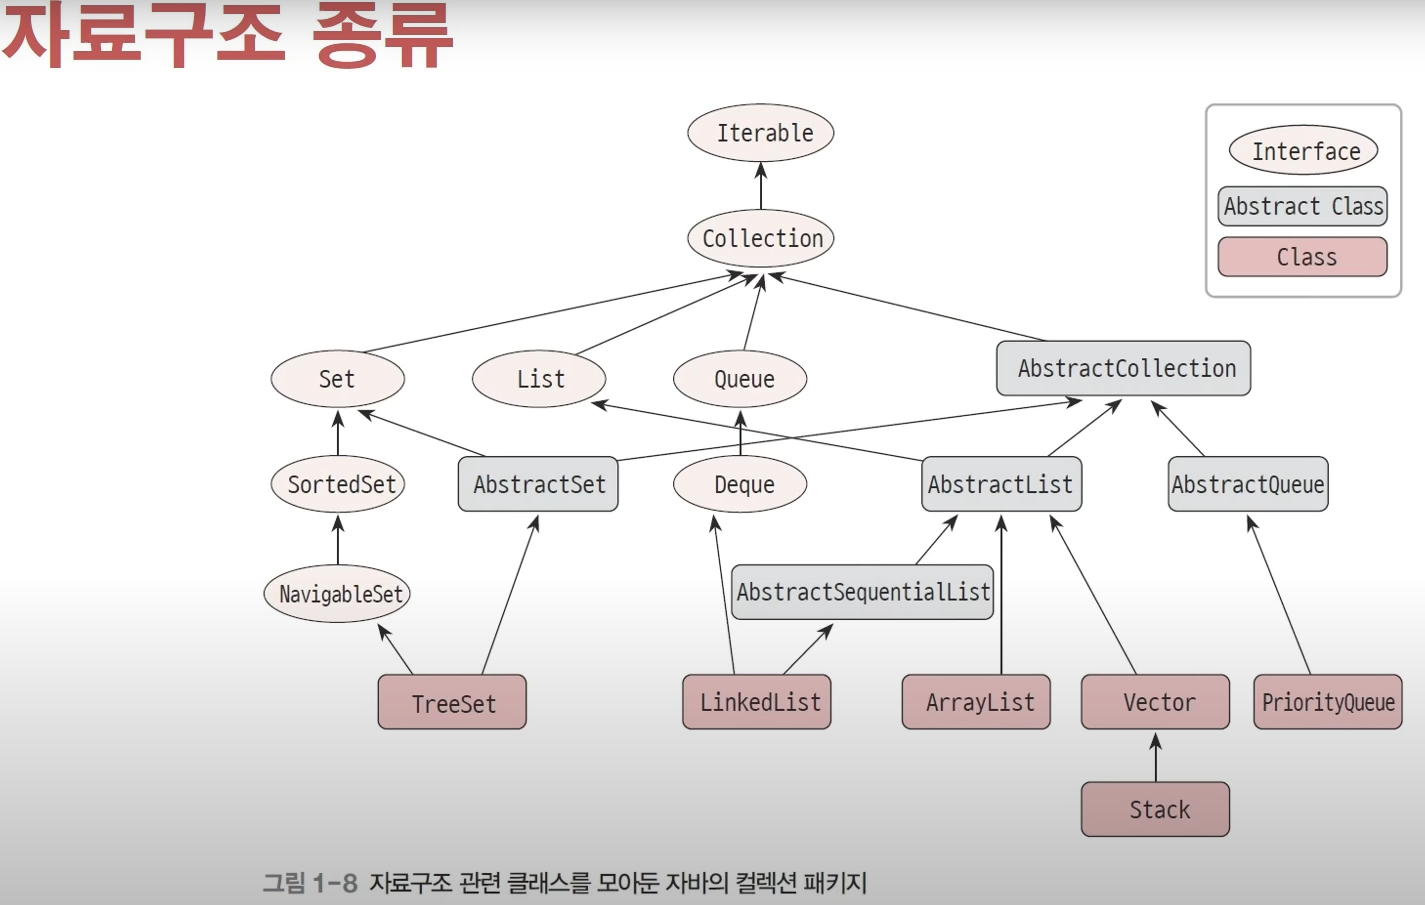 자료구조 종류
Iterable
Interface
Abstract Class
Class
Collection
Set
List
Queue
AbstractCollection
SortedSet
AbstractSet
Deque
AbstractList
AbstractQueue
NavigableSet
AbstractSequentialList
TreeSet
LinkedList
ArrayList
Vector
PriorityQueue
Stack
그림 1-8 자료구조 관련 클래스를 모아둔 자바의 컬렉션 패키지